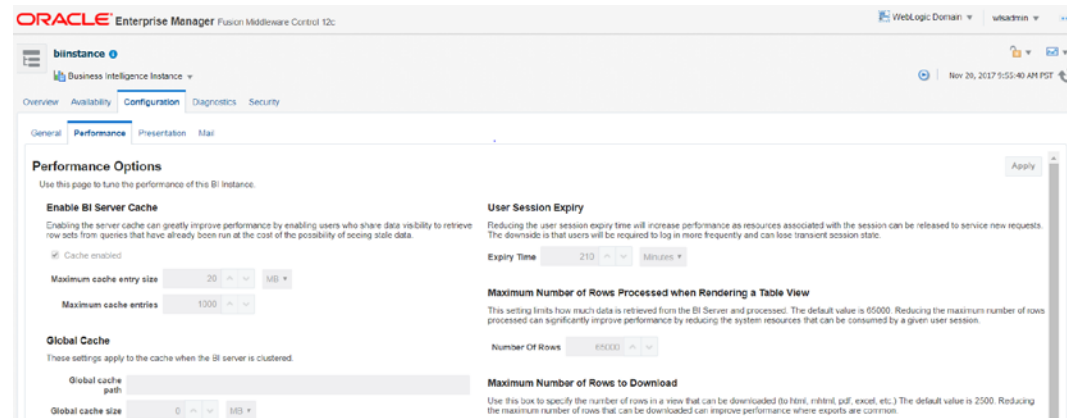 ORACLE Enterprise Manager Fusion Middleware Control 12c
WebLogic Domain wlsadmin
biinstance
Business Intelligence Instance
Nov 20, 2017 9:55:40 AM PST
Overview Availability Configuration Diagnostics Security
General Performance Presentation Mail
Performance Options
Apply
Use this page to tune the performance of this BI Instance.
Enable BI Server Cache
Enabling the server cache can greatly improve performance by enabling users who share data visibility to retrieve
row sets from queries that have already been run at the cost of the possibility of seeing stale data.
Cache enabled
Maximum cache entry size 20 MB
Maximum cache entries 1000
Global Cache
These settings apply to the cache when the BI server is clustered.
Global cache
path
Global cache size 0 MB
User Session Expiry
Reducing the user session expiry time will increase performance as resources associated with the session can be released to service new requests.
The downside is that users will be required to log in more frequently and can lose transient session state.
Expiry Time 210 Minutes
Maximum Number of Rows Processed when Rendering a Table View
This setting limits how much data is retrieved from the BI Server and processed. The default value is 65000. Reducing the maximum number of rows
processed can significantly improve performance by reducing the system resources that can be consumed by a given user session.
Number Of Rows 65000
Maximum Number of Rows to Download
Use this box to specify the number of rows in a view that can be downloaded (to html, mhtml, pdf, excel, etc.) The default value is 2500. Reducing
the maximum number of rows that can be downloaded can improve performance where exports are common.